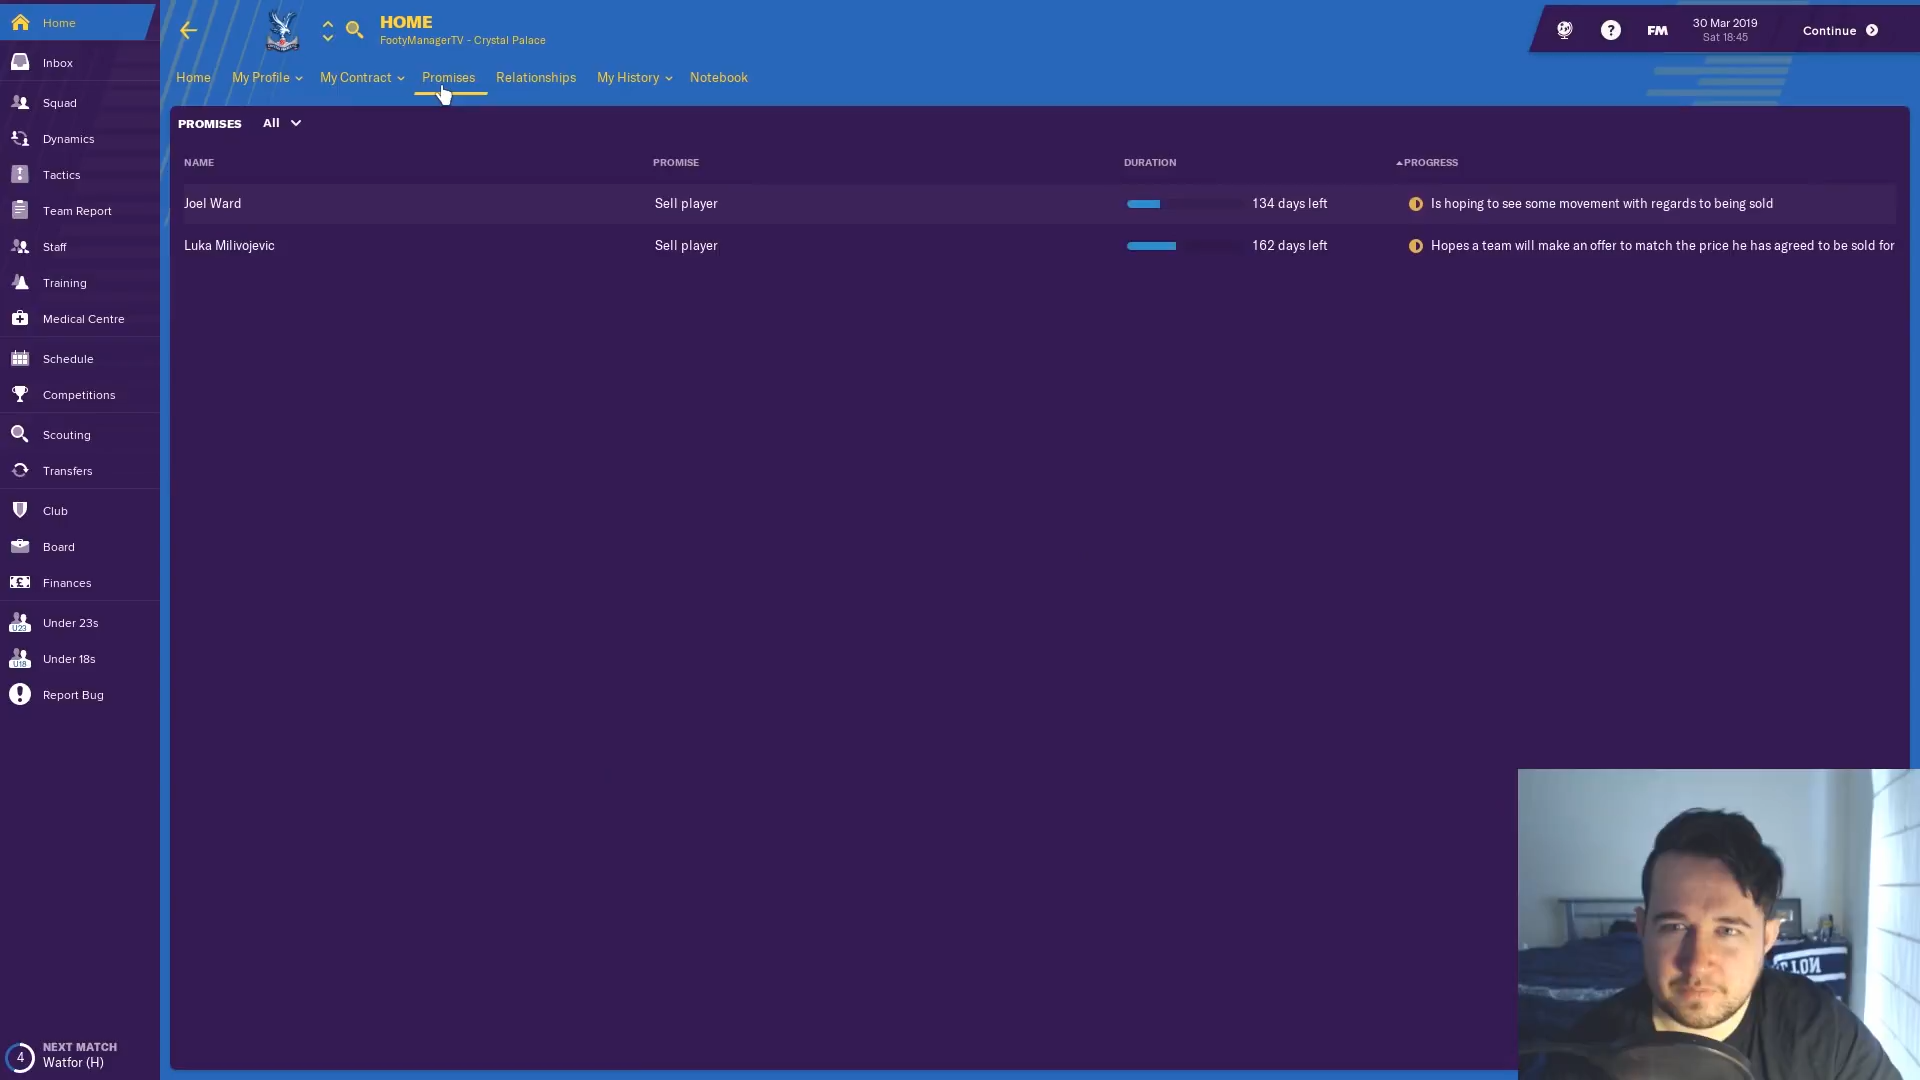 Home
Inbox
Squad
Dynamics
Tactics
Team Report
Staff
Training
Medical Centre
Schedule
Competitions
Scouting
Transfers
Club
Board
Finances
U23
Under 23s
U18
Under 18s
Report Bug
4
NEXT MATCH
Watfor (H)
HOME
FootyManagerTV - Crystal Palace
FM
30 Mar 2019
Sat 18:45
Continue
Home My Profile My Contract Promises Relationships My History Notebook
PROMISES All
NAME PROMISE DURATION PROGRESS
Joel Ward Sell player 134 days left Is hoping to see some movement with regards to being sold
Luka Milivojevic Sell player 162 days left Hopes a team will make an offer to match the price he has agreed to be sold for